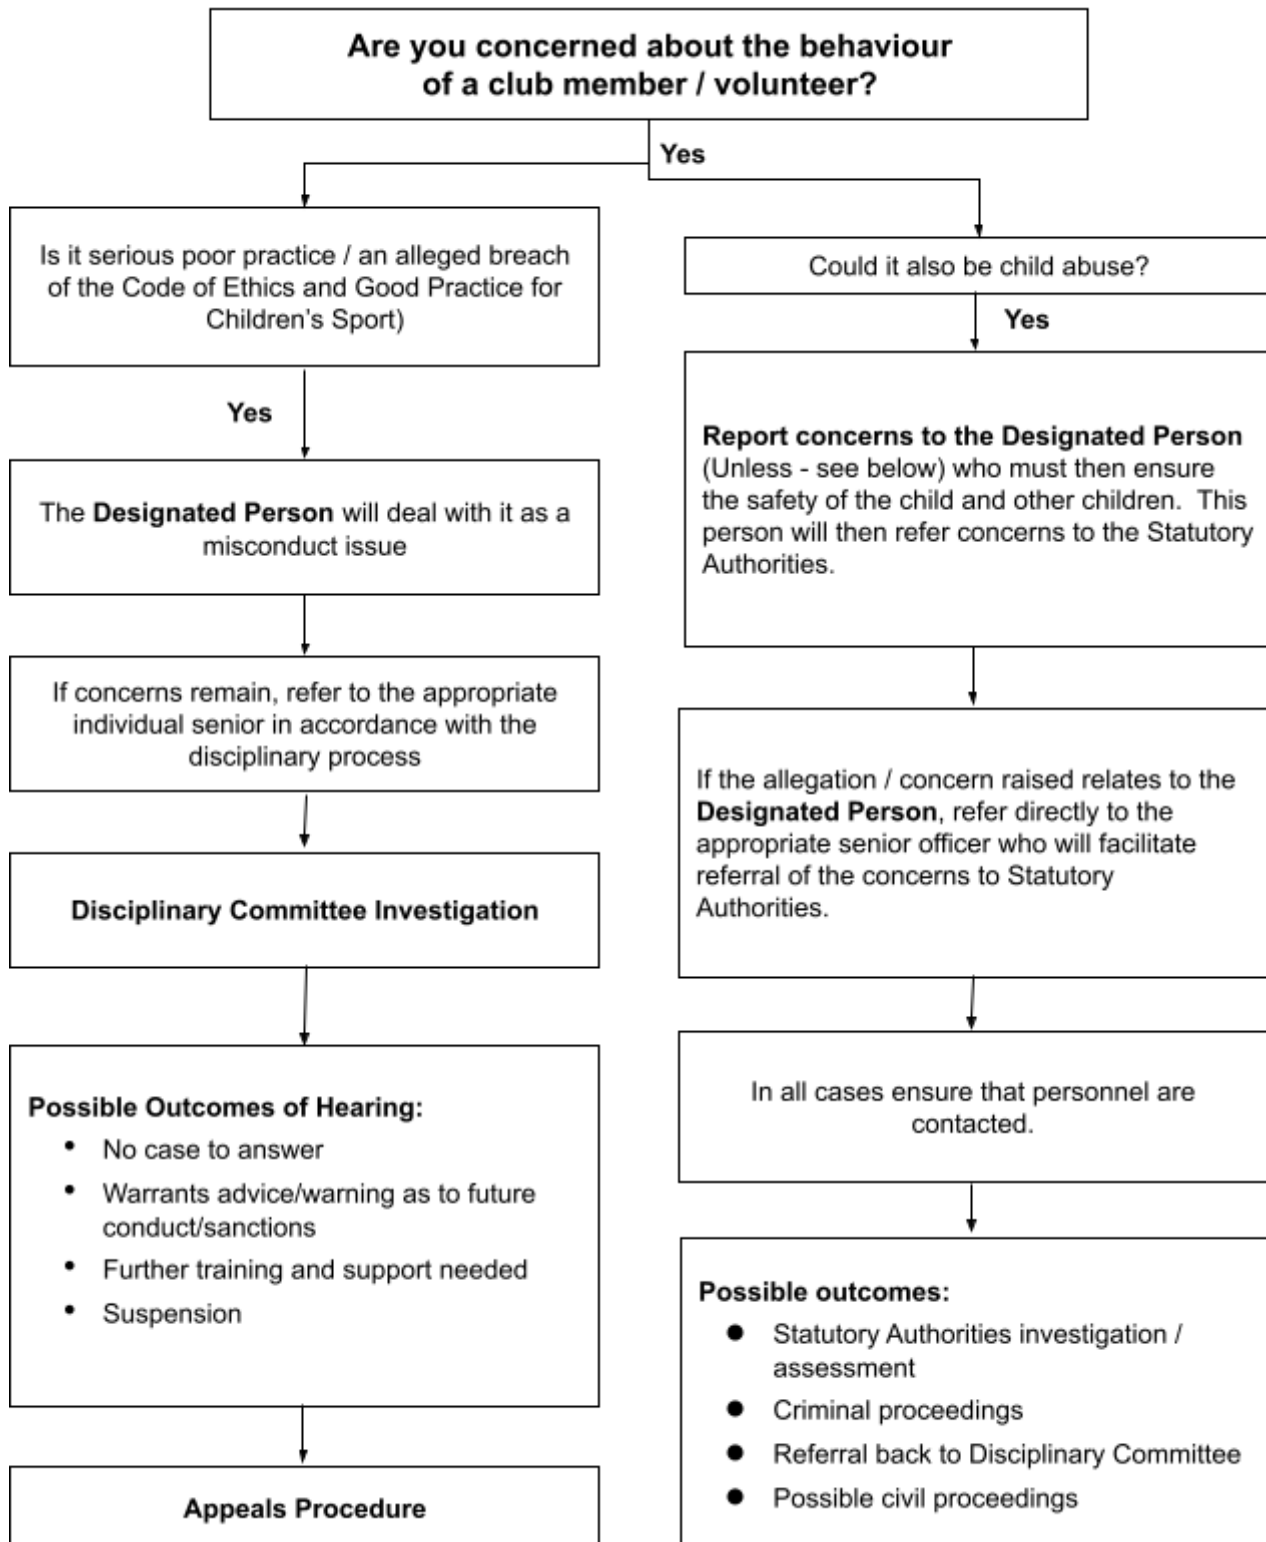 Are you concerned about the behaviour
of a club member / volunteer?
Yes
Is it serious poor practice / an alleged breach
of the Code of Ethics and Good Practice for
Children's Sport)
Yes
The Designated Person will deal with it as a
misconduct issue
If concerns remain, refer to the appropriate
individual senior in accordance with the
disciplinary process
Disciplinary Committee Investigation
Possible Outcomes of Hearing:
• No case to answer
• Warrants advice/warning as to future
conduct/sanctions
• Further training and support needed
• Suspension
Appeals Procedure
Could it also be child abuse?
Yes
Report concerns to the Designated Person
(Unless - see below) who must then ensure
the safety of the child and other children. This
person will then refer concerns to the Statutory
Authorities.
If the allegation / concern raised relates to the
Designated Person, refer directly to the
appropriate senior officer who will facilitate
referral of the concerns to Statutory
Authorities.
In all cases ensure that personnel are
contacted.
Possible outcomes:
● Statutory Authorities investigation /
assessment
● Criminal proceedings
● Referral back to Disciplinary Committee
● Possible civil proceedings